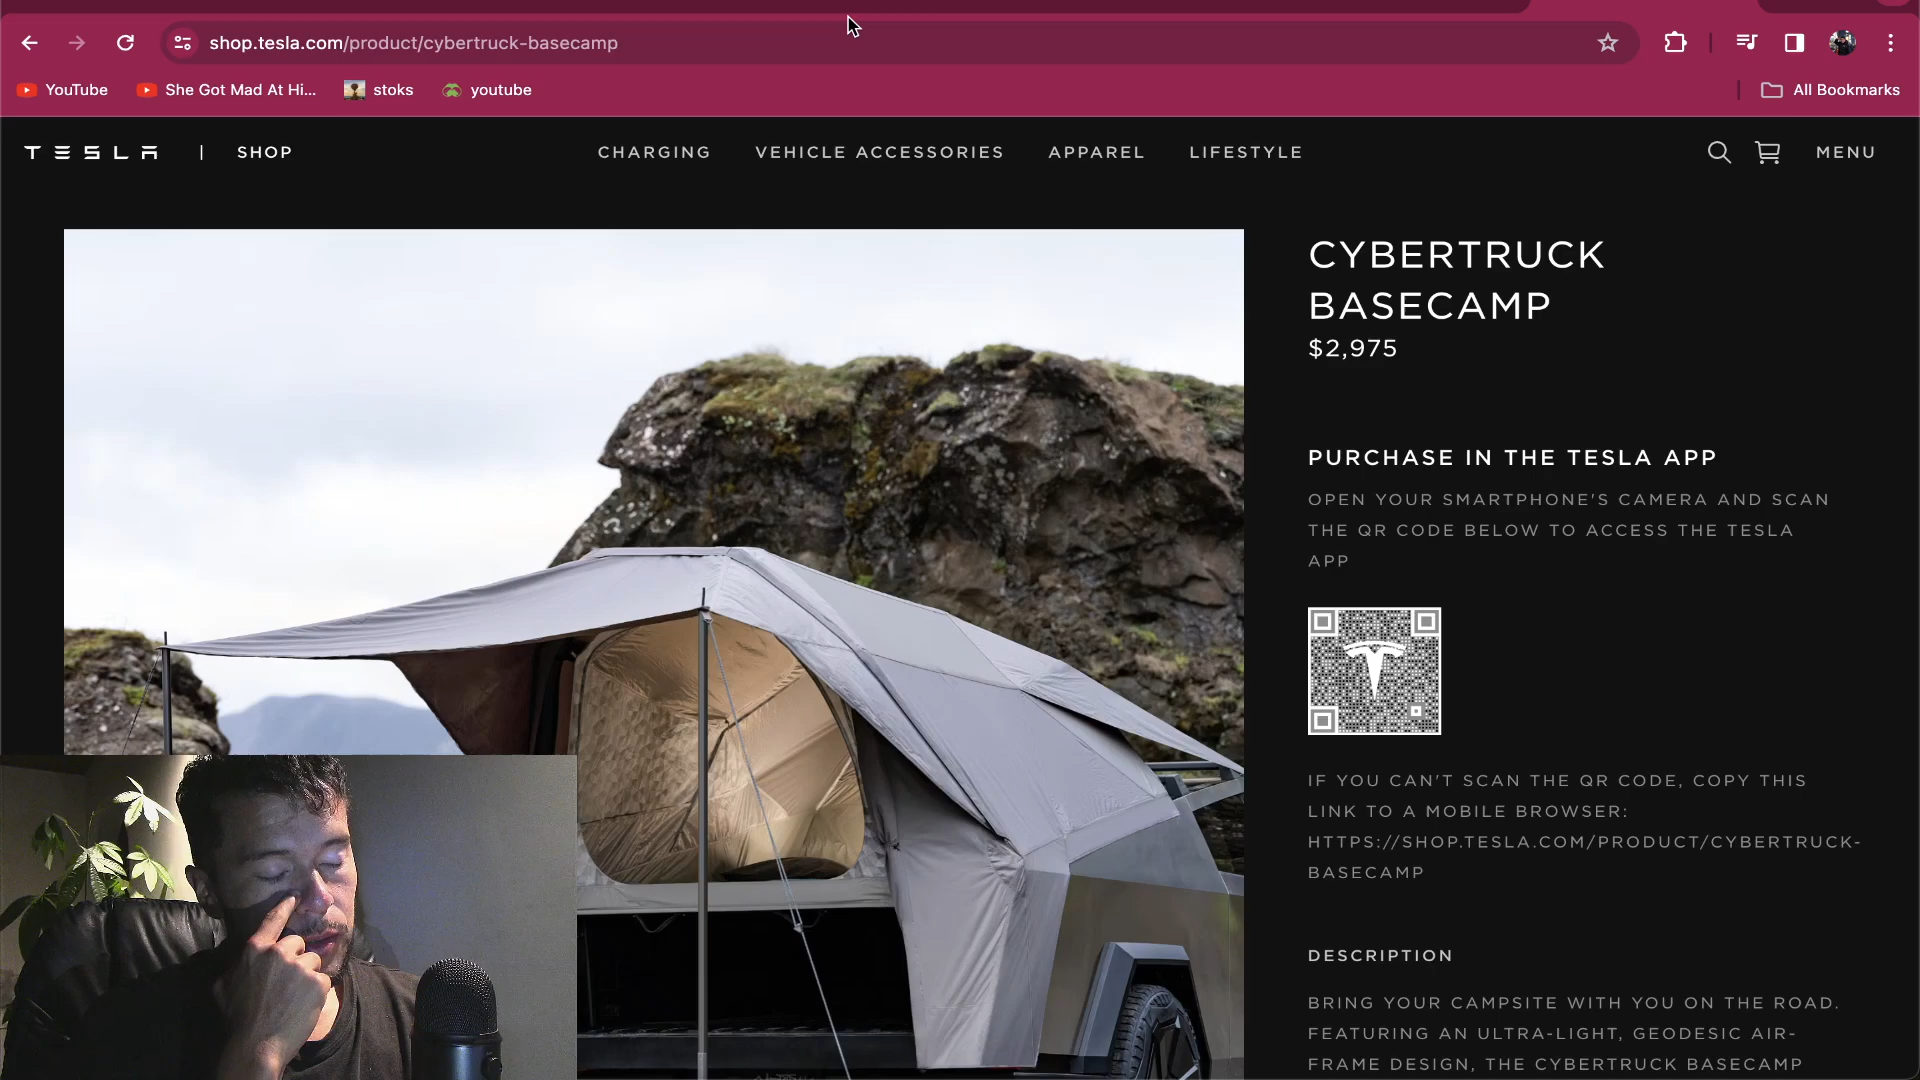 shop.tesla.com/product/cybertruck-basecamp
YouTube
She Got Mad At Hi...
stoks
youtube
All Bookmarks
TESLA | SHOP
CHARGING
VEHICLE ACCESSORIES
APPAREL
LIFESTYLE
MENU
CYBERTRUCK
BASECAMP
$2,975
PURCHASE IN THE TESLA APP
OPEN YOUR SMARTPHONE'S CAMERA AND SCAN
THE QR CODE BELOW TO ACCESS THE TESLA
APP
IF YOU CAN'T SCAN THE QR CODE, COPY THIS
LINK TO A MOBILE BROWSER:
HTTPS://SHOP.TESLA.COM/PRODUCT/CYBERTRUCK-
BASECAMP
DESCRIPTION
BRING YOUR CAMPSITE WITH YOU ON THE ROAD.
FEATURING AN ULTRA-LIGHT, GEODESIC AIR-
FRAME DESIGN, THE CYBERTRUCK BASECAMP